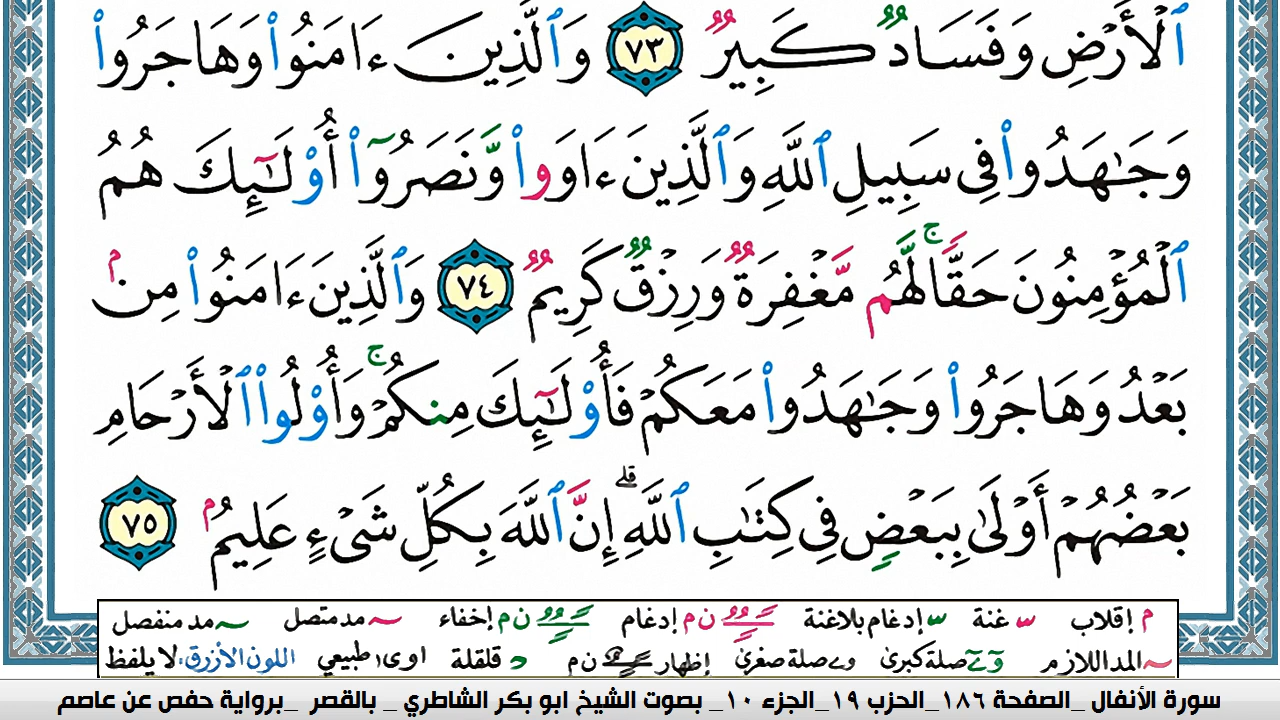 ٱلْأَرْضِ وَفَسَادٌ كَبِيرٌ ٧٣ وَٱلَّذِينَ ءَامَنُوا۟ وَهَاجَرُوا۟
وَجَٰهَدُوا۟ فِى سَبِيلِ ٱللَّهِ وَٱلَّذِينَ ءَاوَوا۟ وَّنَصَرُوٓا۟ أُو۟لَٰٓئِكَ هُمُ
ٱلْمُؤْمِنُونَ حَقًّا ۚ لَّهُم مَّغْفِرَةٌ وَرِزْقٌ كَرِيمٌ ٧٤ وَٱلَّذِينَ ءَامَنُوا۟ مِنۢ
بَعْدُ وَهَاجَرُوا۟ وَجَٰهَدُوا۟ مَعَكُمْ فَأُو۟لَٰٓئِكَ مِنكُمْ ۚ وَأُو۟لُوا۟ ٱلْأَرْحَامِ
بَعْضُهُمْ أَوْلَىٰ بِبَعْضٍ فِى كِتَٰبِ ٱللَّهِ ۗ إِنَّ ٱللَّهَ بِكُلِّ شَىْءٍ عَلِيمٌۢ ٧٥
م إقلاب س غنة س إدغام بلاغنة ن م إدغام ن م إخفاء مد متصل مد منفصل
المد اللازم صلة كبرى صلة صغرى ن م إظهار د قلقلة اوى طبيعي اللون الأزرق: لا يلفظ
سورة الأنفال _الصفحة ١٨٦_الحزب ١٩_الجزء ١٠_ بصوت الشيخ ابو بكر الشاطري _ بالقصر _برواية حفص عن عاصم